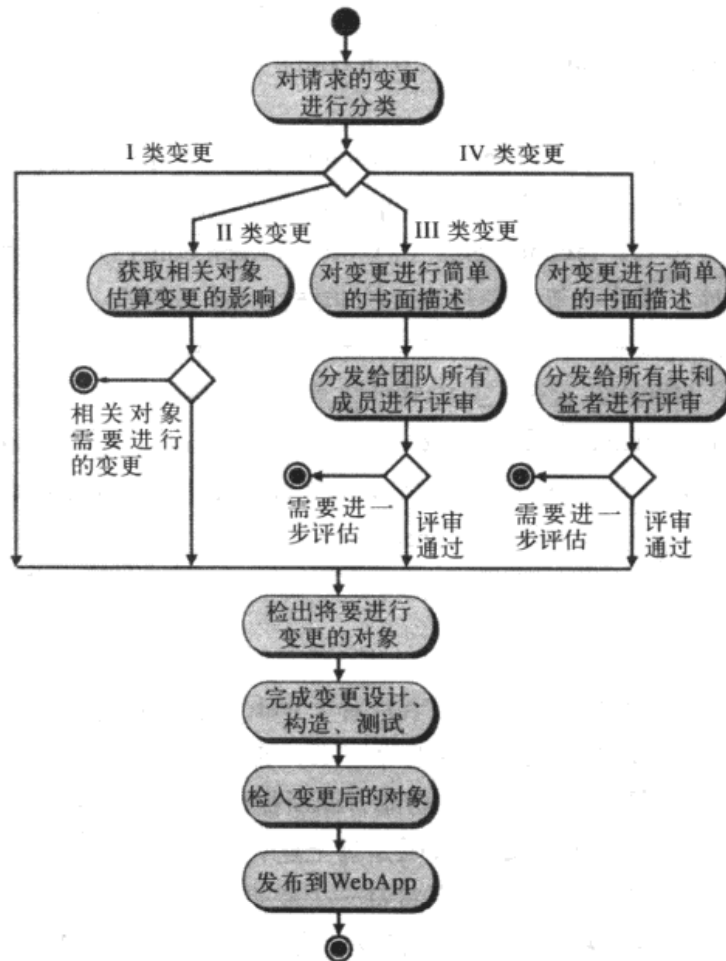 对请求的变更
进行分类
I 类变更
IV 类变更
II 类变更
III 类变更
获取相关对象
估算变更的影响
对变更进行简单
的书面描述
对变更进行简单
的书面描述
分发给团队所有
成员进行评审
分发给所有共利
益者进行评审
相关对象
需要进行
的变更
需要进一
步评估
评审
通过
需要进一
步评估
评审
通过
检出将要进行
变更的对象
完成变更设计、
构造、测试
检入变更后的对象
发布到WebApp